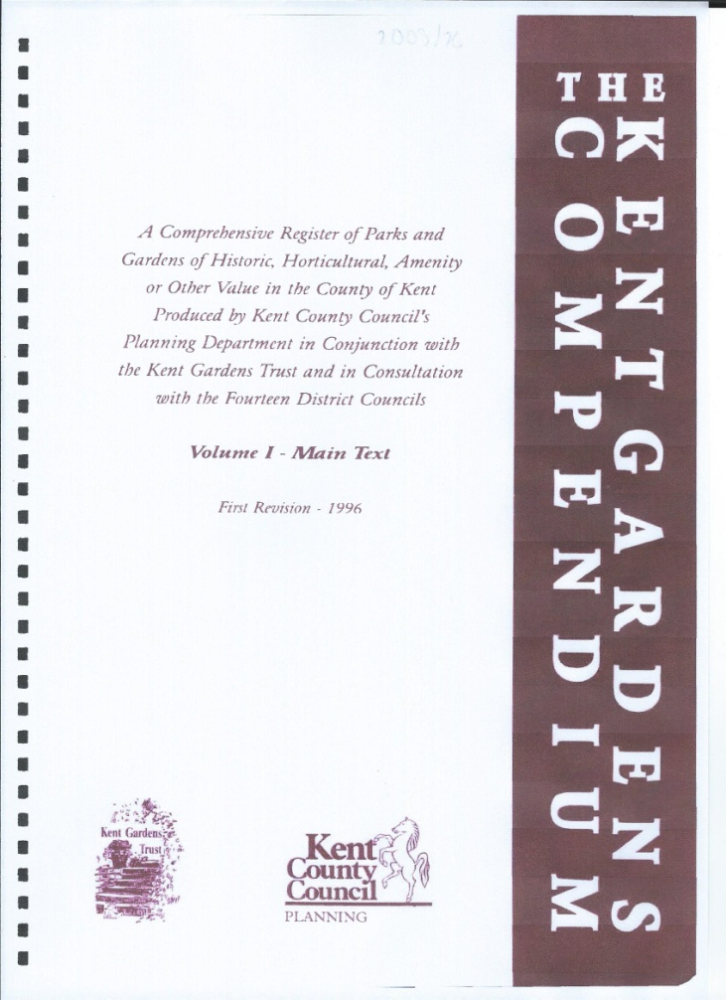 THE
KENT GARDENS
COMPENDIUM
A Comprehensive Register of Parks and
Gardens of Historic, Horticultural, Amenity
or Other Value in the County of Kent
Produced by Kent County Council's
Planning Department in Conjunction with
the Kent Gardens Trust and in Consultation
with the Fourteen District Councils
Volume I - Main Text
First Revision - 1996
Kent Gardens
Trust
Kent
County
Council
PLANNING